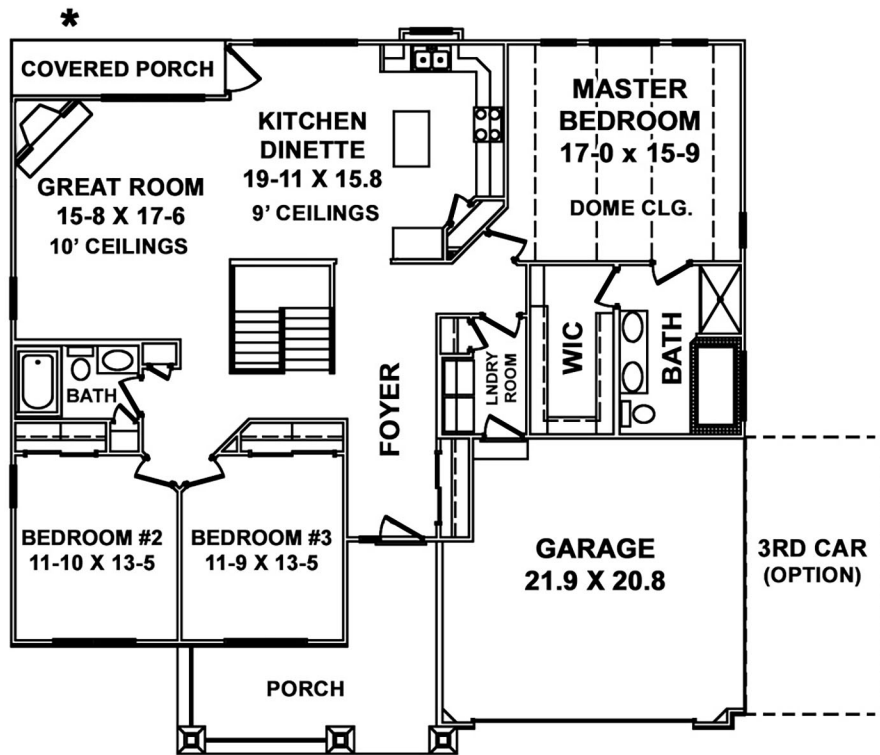 *
COVERED PORCH
KITCHEN
DINETTE
19-11 X 15.8
9' CEILINGS
MASTER
BEDROOM
17-0 x 15-9
DOME CLG.
GREAT ROOM
15-8 X 17-6
10' CEILINGS
BATH
FOYER
LNDRY
ROOM
WIC
BATH
BEDROOM #2
11-10 X 13-5
BEDROOM #3
11-9 X 13-5
GARAGE
21.9 X 20.8
3RD CAR
(OPTION)
PORCH